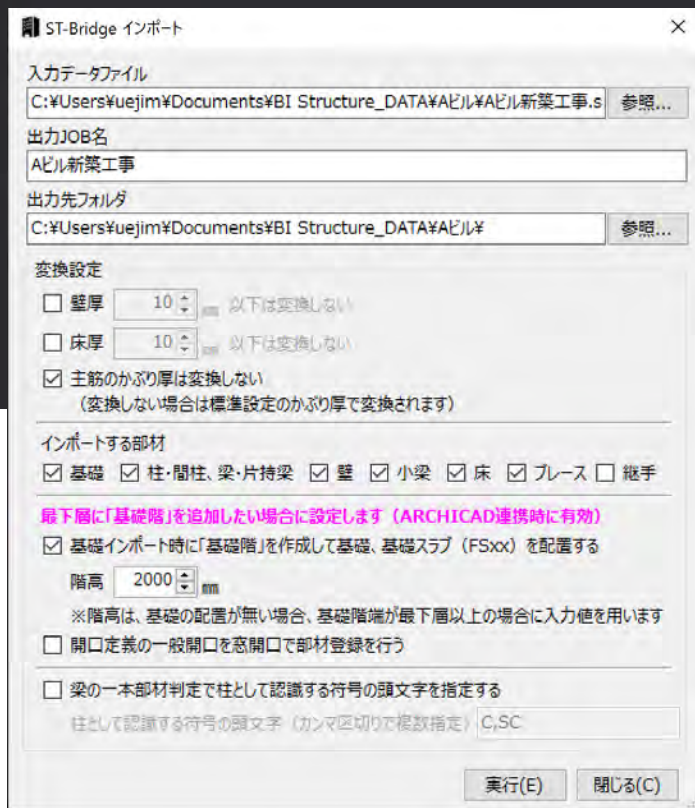 ST-Bridge インポート
入力データファイル
C:¥Users¥uejim¥Documents¥BI Structure_DATA¥Aビル¥Aビル新築工事.s
参照...
出力JOB名
Aビル新築工事
出力先フォルダ
C:¥Users¥uejim¥Documents¥BI Structure_DATA¥Aビル¥
参照...
変換設定
壁厚 10 mm 以下は変換しない
床厚 10 mm 以下は変換しない
主筋のかぶり厚は変換しない
（変換しない場合は標準設定のかぶり厚で変換されます）
インポートする部材
基礎 柱・間柱、梁・片持梁 壁 小梁 床 ブレース 継手
最下層に「基礎階」を追加したい場合に設定します（ARCHICAD連携時に有効）
基礎インポート時に「基礎階」を作成して基礎、基礎スラブ（FSxx）を配置する
階高 2000 mm
※階高は、基礎の配置が無い場合、基礎階端が最下層以上の場合に入力値を用います
開口定義の一般開口を窓開口で部材登録を行う
梁の一本部材判定で柱として認識する符号の頭文字を指定する
柱として認識する符号の頭文字（カンマ区切りで複数指定） C,SC
実行(E) 閉じる(C)